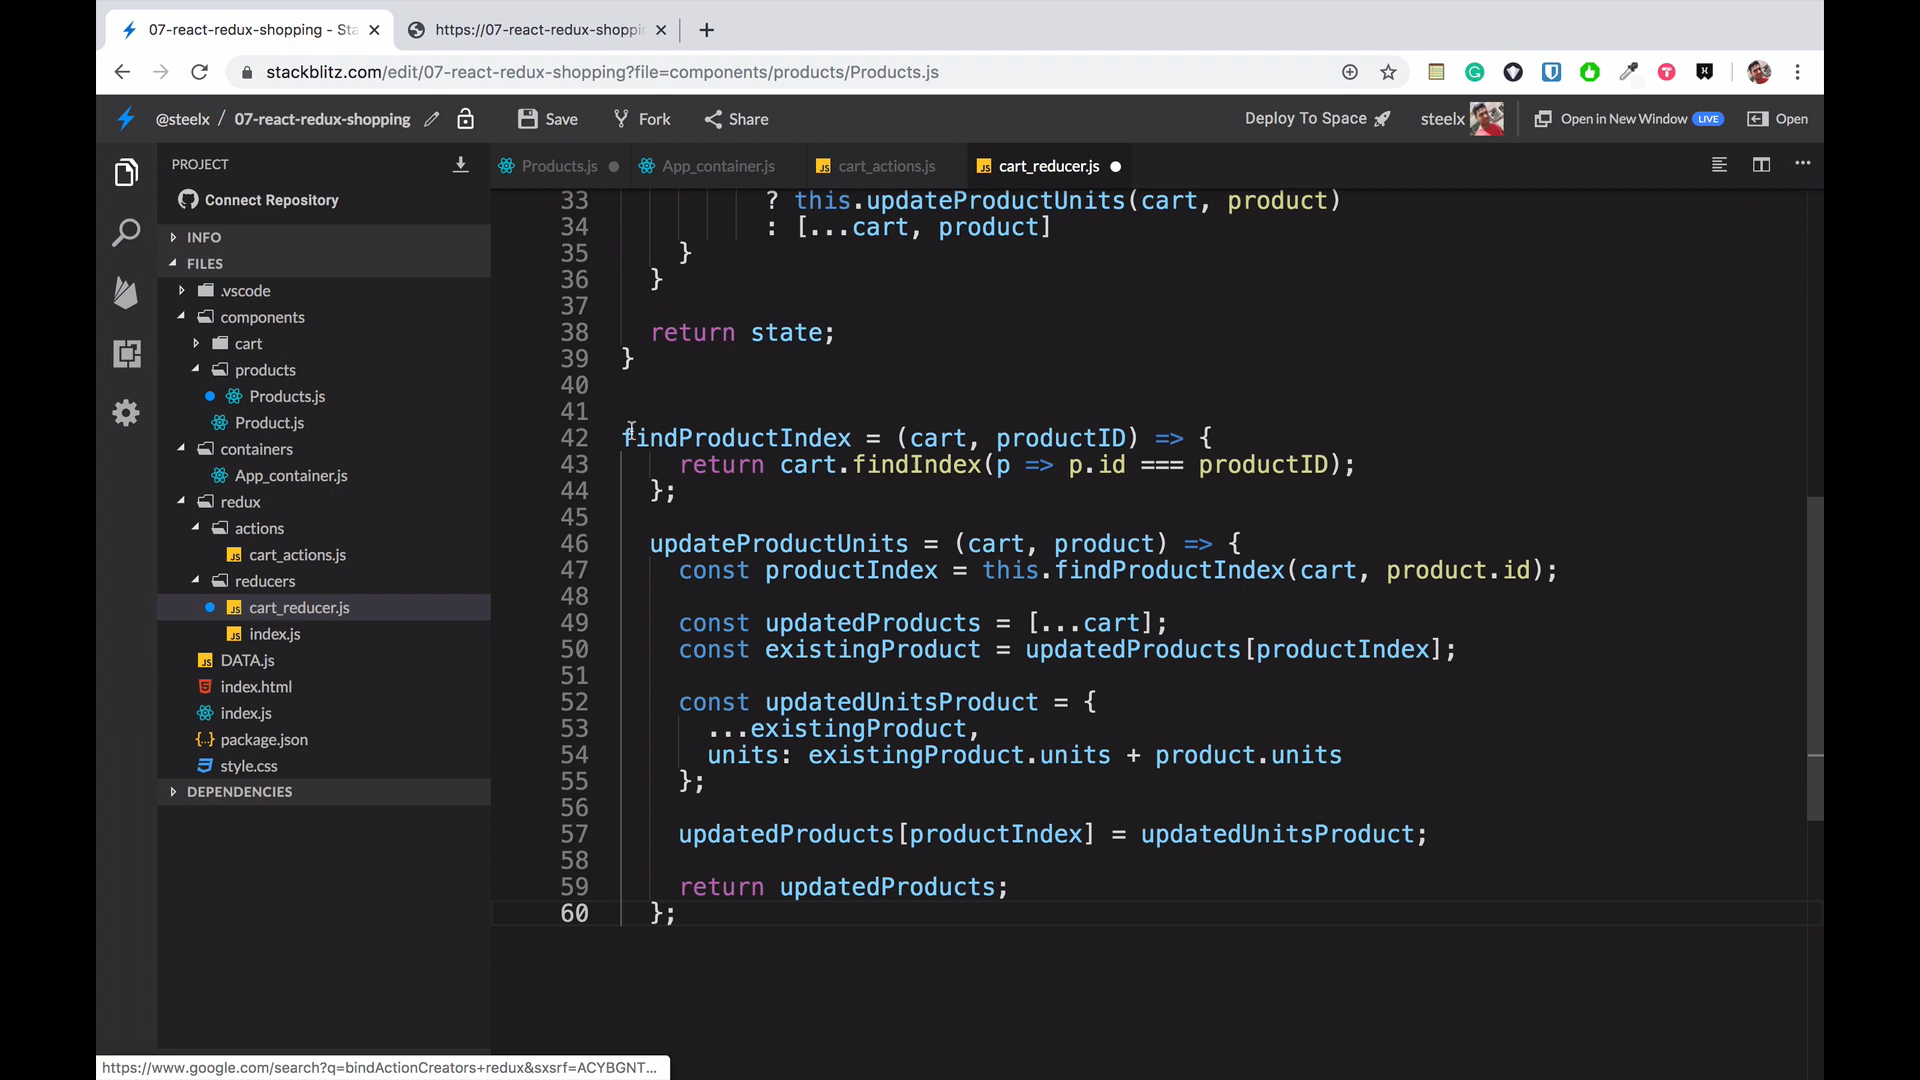 07-react-redux-shopping - Sta
https://07-react-redux-shoppi
stackblitz.com/edit/07-react-redux-shopping?file=components/products/Products.js
@steelx / 07-react-redux-shopping
Save
Fork
Share
Deploy To Space
steelx
Open in New Window LIVE
Open
PROJECT
Connect Repository
INFO
FILES
.vscode
components
cart
products
Products.js
Product.js
containers
App_container.js
redux
actions
cart_actions.js
reducers
cart_reducer.js
index.js
DATA.js
index.html
index.js
package.json
style.css
DEPENDENCIES
Products.js
App_container.js
cart_actions.js
cart_reducer.js
33 ? this.updateProductUnits(cart, product)
34 : [...cart, product]
35 }
36 }
37
38 return state;
39 }
40
41
42 findProductIndex = (cart, productID) => {
43 return cart.findIndex(p => p.id === productID);
44 };
45
46 updateProductUnits = (cart, product) => {
47 const productIndex = this.findProductIndex(cart, product.id);
48
49 const updatedProducts = [...cart];
50 const existingProduct = updatedProducts[productIndex];
51
52 const updatedUnitsProduct = {
53 ...existingProduct,
54 units: existingProduct.units + product.units
55 };
56
57 updatedProducts[productIndex] = updatedUnitsProduct;
58
59 return updatedProducts;
60 };
https://www.google.com/search?q=bindActionCreators+redux&sxsrf=ACYBGNT...